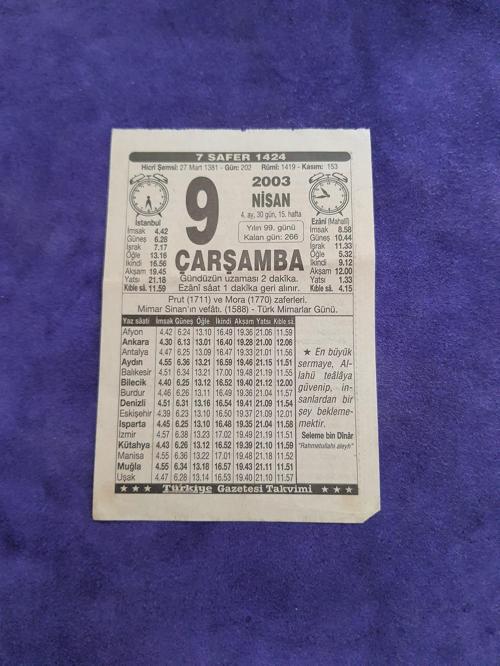 7 SAFER 1424
Hicrî Şemsî: 27 Mart 1381 - Gün: 202 Rûmî: 1419 - Kasım: 153
İstanbul
İmsak 4.42
Güneş 6.28
İşrak 7.17
Öğle 13.16
İkindi 16.56
Akşam 19.45
Yatsı 21.18
Kıble sâ. 11.59
9
2003
NİSAN
4. ay, 30 gün, 15. hafta
Yılın 99. günü
Kalan gün: 266
Ezânî (Mahallî)
İmsak 8.58
Güneş 10.44
İşrak 11.33
Öğle 5.32
İkindi 9.12
Akşam 12.00
Yatsı 1.33
Kıble sâ. 4.15
ÇARŞAMBA
Gündüzün uzaması 2 dakîka.
Ezânî sâat 1 dakîka geri alınır.
Prut (1711) ve Mora (1770) zaferleri.
Mimar Sinan'ın vefâtı. (1588) - Türk Mimarlar Günü.
Yaz sâati İmsak Güneş Öğle İkindi Akşam Yatsı Kıble sâ.
Afyon 4.42 6.24 13.10 16.49 19.36 21.06 11.59
Ankara 4.30 6.13 13.01 16.40 19.28 21.00 12.06
Antalya 4.47 6.25 13.09 16.46 19.33 21.01 11.46
Aydın 4.55 6.36 13.21 16.59 19.46 21.15 11.51
Balıkesir 4.51 6.34 13.21 17.00 19.48 21.19 11.55
Bilecik 4.40 6.25 13.12 16.52 19.40 21.12 12.00
Burdur 4.46 6.26 13.11 16.49 19.35 21.04 11.50
Denizli 4.51 6.31 13.16 16.54 19.41 21.09 11.54
Eskişehir 4.39 6.23 13.10 16.50 19.37 21.09 11.51
Isparta 4.45 6.25 13.10 16.48 19.35 21.04 11.58
İzmir 4.57 6.38 13.23 17.02 19.49 21.19 11.51
Kütahya 4.43 6.26 13.12 16.52 19.39 21.10 11.59
Manisa 4.55 6.36 13.22 17.01 19.48 21.18 11.52
Muğla 4.55 6.34 13.18 16.57 19.43 21.11 11.51
Uşak 4.47 6.28 13.14 16.53 19.40 21.10 11.57
★ En büyük
sermaye, Al-
lahü teâlâya
güvenip, in-
sanlardan bir
şey bekleme-
mektir.
Seleme bin Dînâr
"Rahmetullahi aleyh"
★ ★ ★ Türkiye Gazetesi Takvimi ★ ★ ★